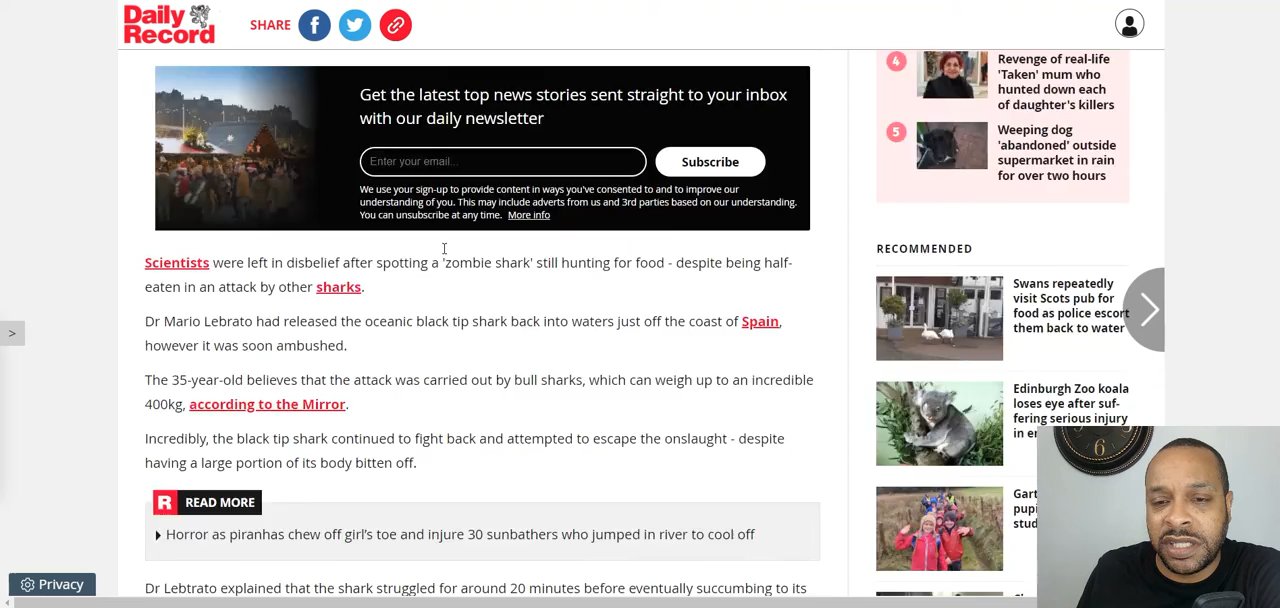 Daily
Record
SHARE
Get the latest top news stories sent straight to your inbox
with our daily newsletter
Enter your email...
Subscribe
We use your sign-up to provide content in ways you've consented to and to improve our
understanding of you. This may include adverts from us and 3rd parties based on our understanding.
You can unsubscribe at any time. More info
Scientists were left in disbelief after spotting a 'zombie shark' still hunting for food - despite being half-
eaten in an attack by other sharks.
Dr Mario Lebrato had released the oceanic black tip shark back into waters just off the coast of Spain,
however it was soon ambushed.
The 35-year-old believes that the attack was carried out by bull sharks, which can weigh up to an incredible
400kg, according to the Mirror.
Incredibly, the black tip shark continued to fight back and attempted to escape the onslaught - despite
having a large portion of its body bitten off.
R READ MORE
Horror as piranhas chew off girl's toe and injure 30 sunbathers who jumped in river to cool off
Dr Lebtrato explained that the shark struggled for around 20 minutes before eventually succumbing to its
4
Revenge of real-life
'Taken' mum who
hunted down each
of daughter's killers
5
Weeping dog
'abandoned' outside
supermarket in rain
for over two hours
RECOMMENDED
Swans repeatedly
visit Scots pub for
food as police escort
them back to water
Edinburgh Zoo koala
loses eye after suf-
fering serious injury
in
Gart
pup
stud
>
Privacy
6